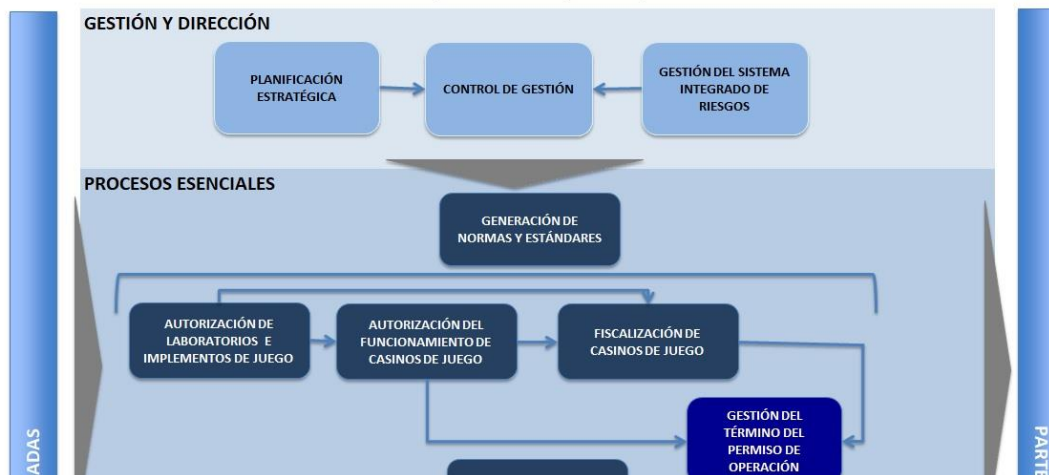 GESTIÓN Y DIRECCIÓN
PLANIFICACIÓN
ESTRATÉGICA
CONTROL DE GESTIÓN
GESTIÓN DEL SISTEMA
INTEGRADO DE
RIESGOS
PROCESOS ESENCIALES
GENERACIÓN DE
NORMAS Y ESTÁNDARES
AUTORIZACIÓN DE
LABORATORIOS E
IMPLEMENTOS DE JUEGO
AUTORIZACIÓN DEL
FUNCIONAMIENTO DE
CASINOS DE JUEGO
FISCALIZACIÓN DE
CASINOS DE JUEGO
GESTIÓN DEL
TÉRMINO DEL
PERMISO DE
OPERACIÓN
ADAS
PARTE